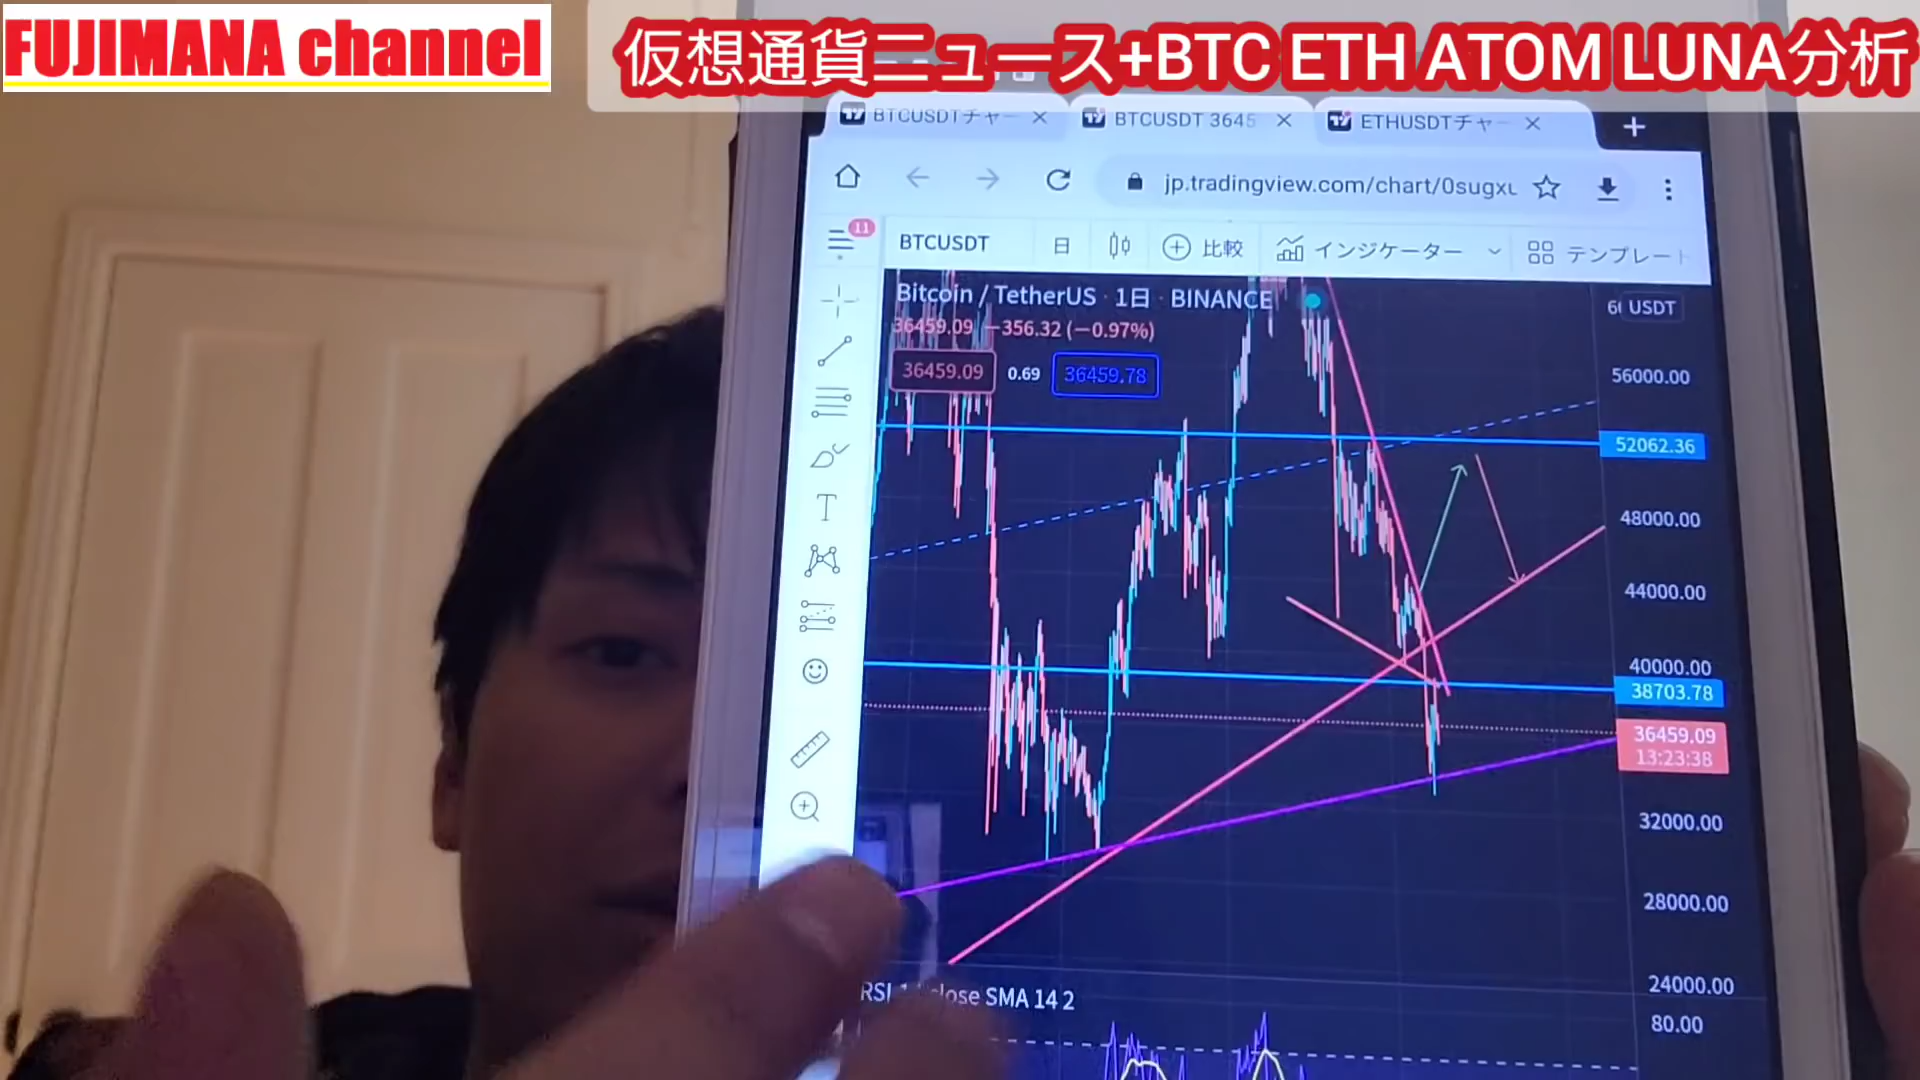 FUJIMANA channel
仮想通貨ニュース+BTC ETH ATOM LUNA分析
BTCUSDTチャー
BTCUSDT 3645
ETHUSDTチャー
jp.tradingview.com/chart/0sugxu
11
BTCUSDT
日
比較
インジケーター
テンプレート
Bitcoin / TetherUS · 1日 · BINANCE
36459.09 −356.32 (−0.97%)
36459.09
0.69
36459.78
USDT
56000.00
52062.36
48000.00
44000.00
40000.00
38703.78
36459.09
13:23:38
32000.00
28000.00
24000.00
RSI close SMA 14 2
80.00